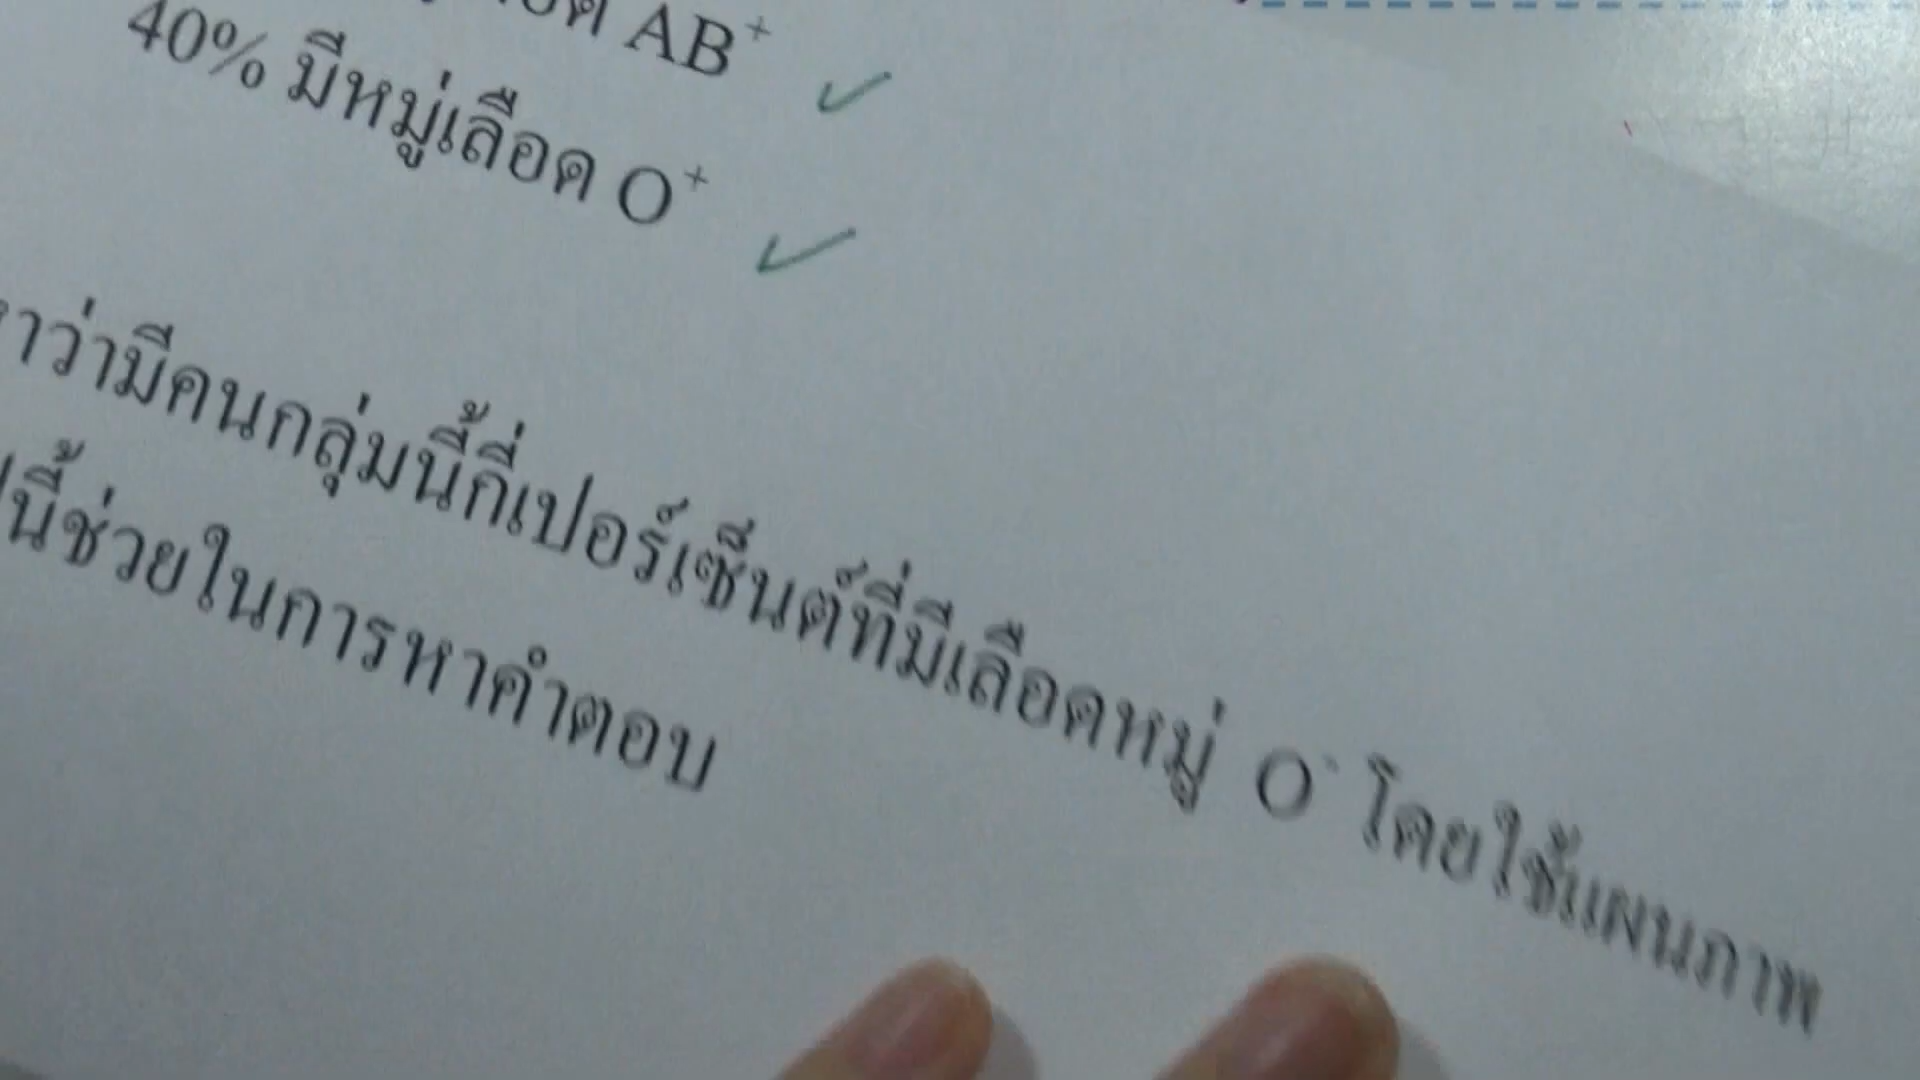 AB⁺
40% มีหมู่เลือด O⁺
าว่ามีคนกลุ่มนี้กี่เปอร์เซ็นต์ที่มีเลือดหมู่ O⁻ โดยใช้แผนภาพ
นี้ช่วยในการหาคำตอบ